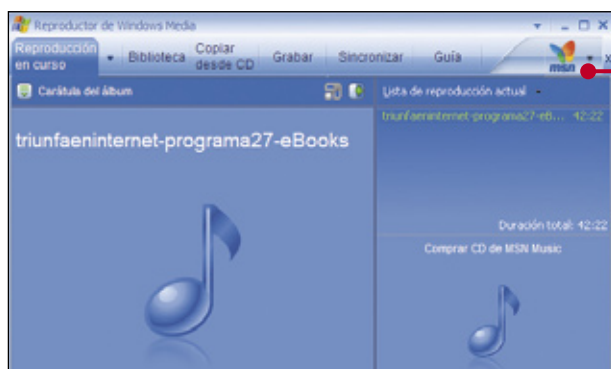 Reproductor de Windows Media
Reproducción
en curso
Biblioteca
Copiar
desde CD
Grabar
Sincronizar
Guía
msn
Carátula del álbum
Lista de reproducción actual
triunfaeninternet-programa27-eBooks
triunfaeninternet-programa27-eB... 42:22
Duración total: 42:22
Comprar CD de MSN Music